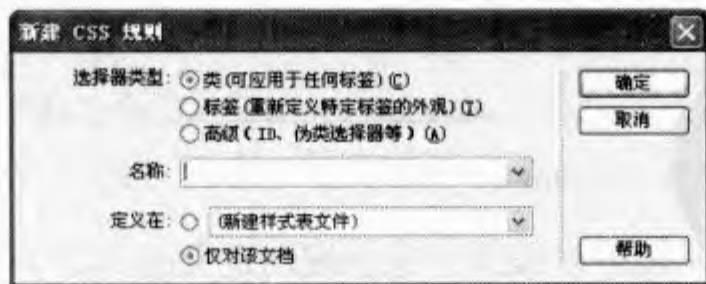 新建 CSS 规则
选择器类型: 类(可应用于任何标签)(C)
标签(重新定义特定标签的外观)(T)
高级(ID、伪类选择器等)(A)
名称:
定义在: (新建样式表文件)
仅对该文档
确定
取消
帮助